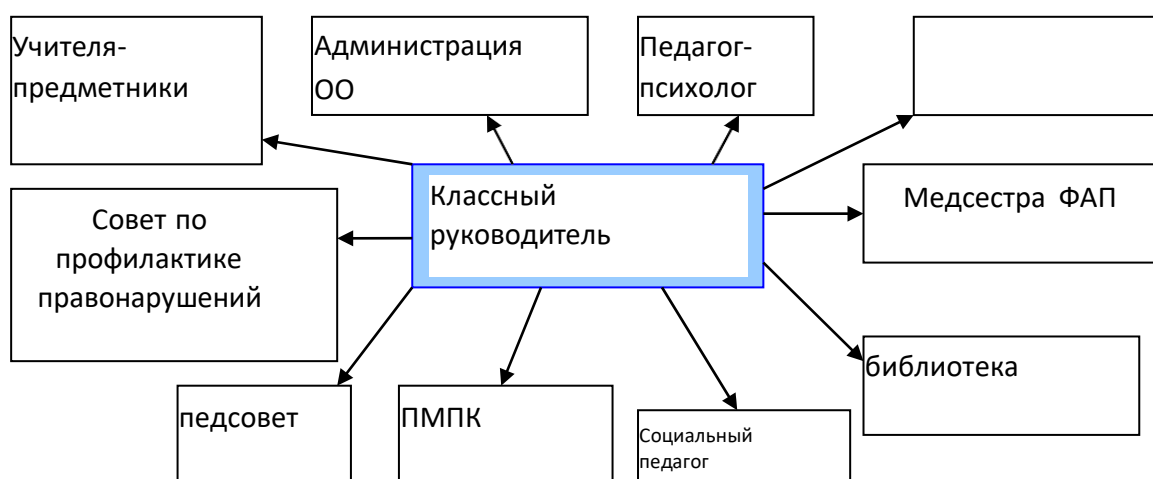 Учителя-
предметники
Администрация
ОО
Педагог-
психолог
Классный
руководитель
Медсестра ФАП
Совет по
профилактике
правонарушений
библиотека
педсовет
ПМПК
Социальный
педагог